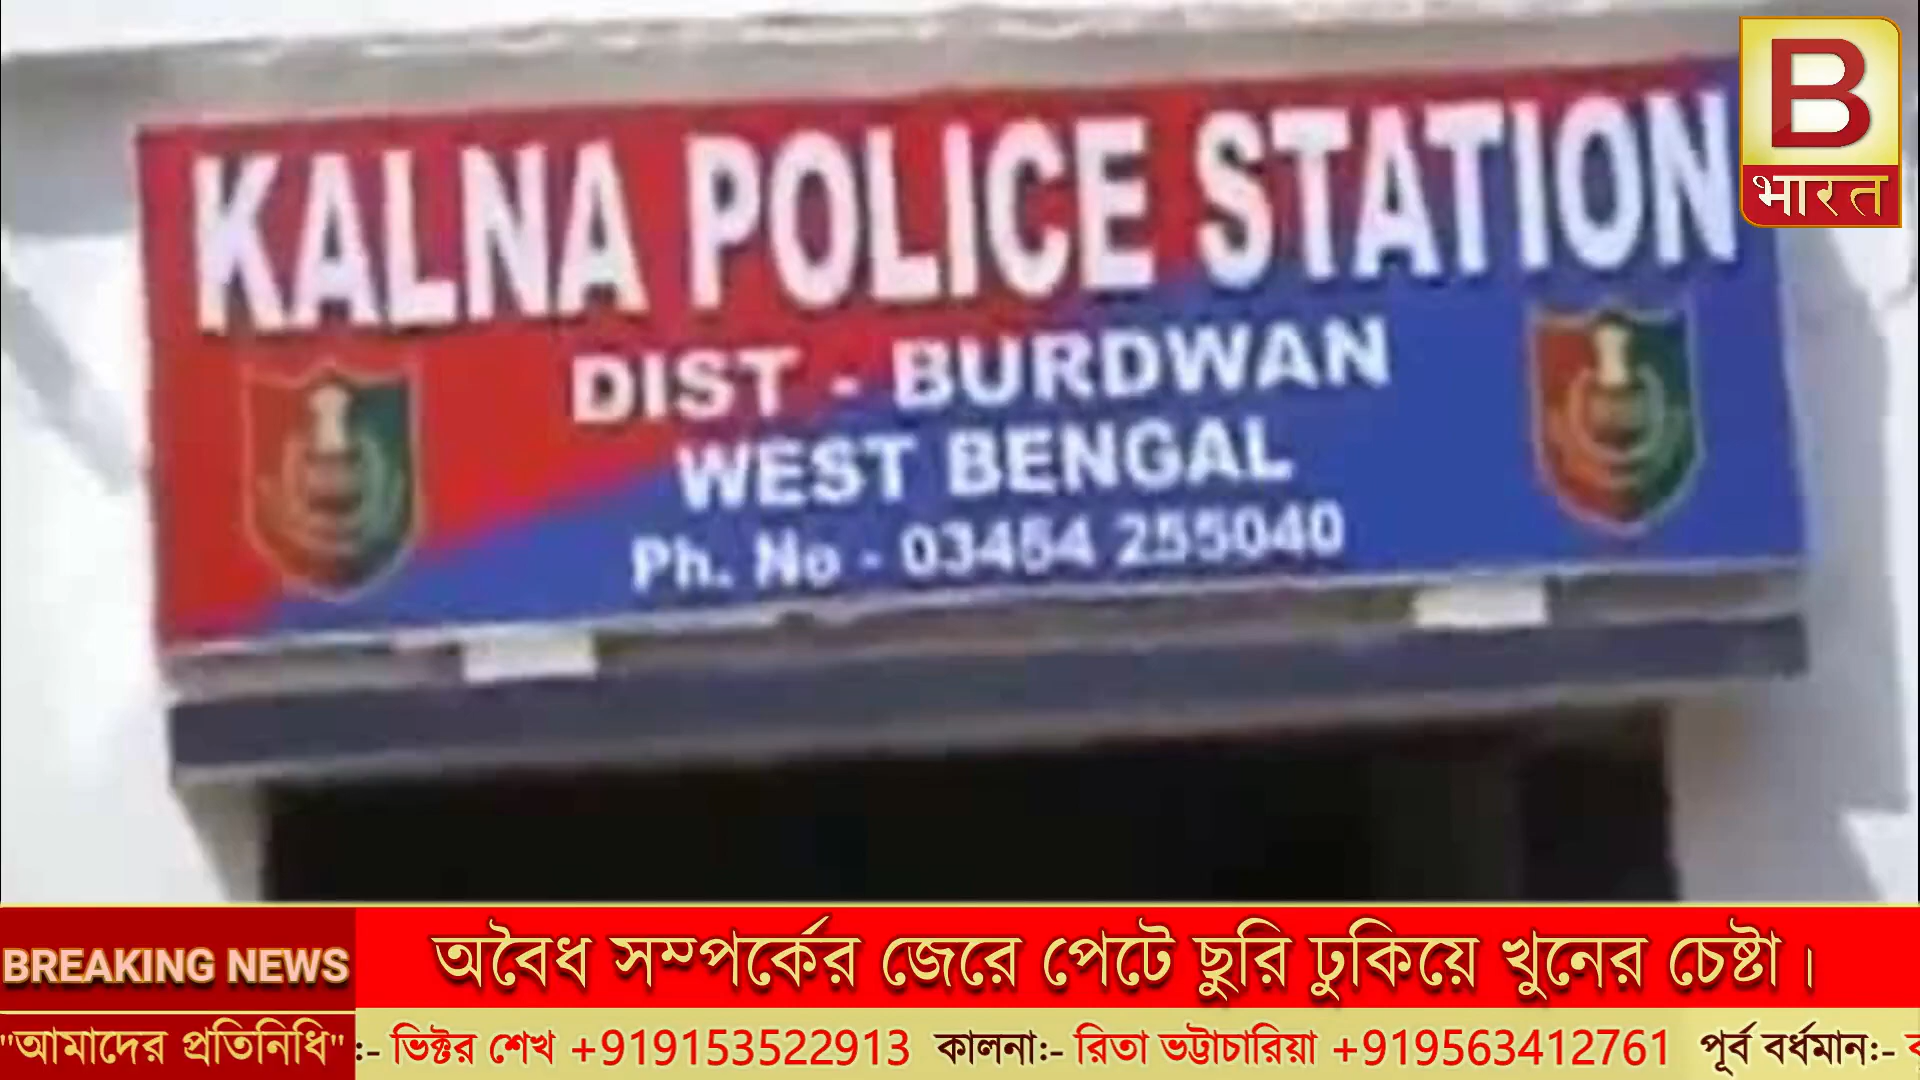 B
भारत
KALNA POLICE STATION
DIST - BURDWAN
WEST BENGAL
Ph. No - 03454 255040
BREAKING NEWS
অবৈধ সম্পর্কের জেরে পেটে ছুরি ঢুকিয়ে খুনের চেষ্টা।
"আমাদের প্রতিনিধি" :- ভিক্টর শেখ +919153522913 কালনা:- রিতা ভট্টাচারিয়া +919563412761 পূর্ব বর্ধমান:-